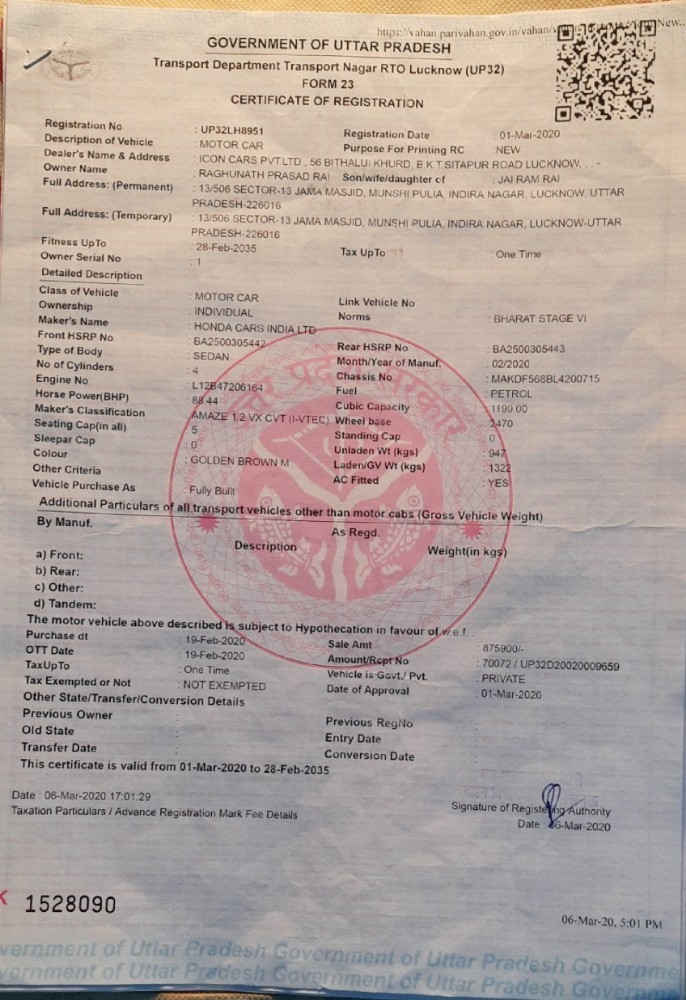 https://vahan.parivahan.gov.in/vahan/v New..
GOVERNMENT OF UTTAR PRADESH
Transport Department Transport Nagar RTO Lucknow (UP32)
FORM 23
CERTIFICATE OF REGISTRATION
Registration No : UP32LH8951 Registration Date : 01-Mar-2020
Description of Vehicle : MOTOR CAR Purpose For Printing RC :NEW
Dealer's Name & Address : ICON CARS PVT LTD., 56 BITHALUI KHURD, B K T SITAPUR ROAD LUCKNOW, . . -
Owner Name : RAGHUNATH PRASAD RAI Son/wife/daughter of : JAI RAM RAI
Full Address: (Permanent) : 13/506 SECTOR-13 JAMA MASJID, MUNSHI PULIA, INDIRA NAGAR, LUCKNOW, UTTAR
PRADESH-226016
Full Address: (Temporary) : 13/506 SECTOR-13 JAMA MASJID, MUNSHI PULIA, INDIRA NAGAR, LUCKNOW-UTTAR
PRADESH-226016
Fitness UpTo : 28-Feb-2035 Tax UpTo : One Time
Owner Serial No : 1
Detailed Description
Class of Vehicle : MOTOR CAR Link Vehicle No :
Ownership : INDIVIDUAL Norms : BHARAT STAGE VI
Maker's Name : HONDA CARS INDIA LTD
Front HSRP No : BA2500305442 Rear HSRP No : BA2500305443
Type of Body : SEDAN Month/Year of Manuf. : 02/2020
No of Cylinders : 4 Chassis No : MAKDF568BL4200715
Engine No : L12B47206164 Fuel : PETROL
Horse Power(BHP) : 88.44 Cubic Capacity : 1199.00
Maker's Classification : AMAZE 1.2 VX CVT (I-VTEC) Wheel base : 2470
Seating Cap(in all) : 5 Standing Cap : 0
Sleepar Cap : 0 Unladen Wt (kgs) : 947
Colour : GOLDEN BROWN M Laden/GV Wt (kgs) : 1322
Other Criteria AC Fitted : YES
Vehicle Purchase As : Fully Built
Additional Particulars of all transport vehicles other than motor cabs (Gross Vehicle Weight)
By Manuf. As Regd.
Description Weight(in kgs)
a) Front:
b) Rear:
c) Other:
d) Tandem:
The motor vehicle above described is subject to Hypothecation in favour of w.e.f. .
Purchase dt : 19-Feb-2020 Sale Amt : 875900/-
OTT Date : 19-Feb-2020 Amount/Rcpt No : 70072 / UP32D20020009659
TaxUpTo : One Time Vehicle is Govt./ Pvt. : PRIVATE
Tax Exempted or Not : NOT EXEMPTED Date of Approval : 01-Mar-2020
Other State/Transfer/Conversion Details
Previous Owner : Previous RegNo :
Old State : Entry Date :
Transfer Date : Conversion Date :
This certificate is valid from 01-Mar-2020 to 28-Feb-2035
Date : 06-Mar-2020 17:01:29
Taxation Particulars / Advance Registration Mark Fee Details
Signature of Registering Authority
Date : 06-Mar-2020
K 1528090
06-Mar-20, 5:01 PM
vernment of Uttar Pradesh Government of Uttar Pradesh Governme
vernment of Uttar Pradesh Government of Uttar Pradesh Governme